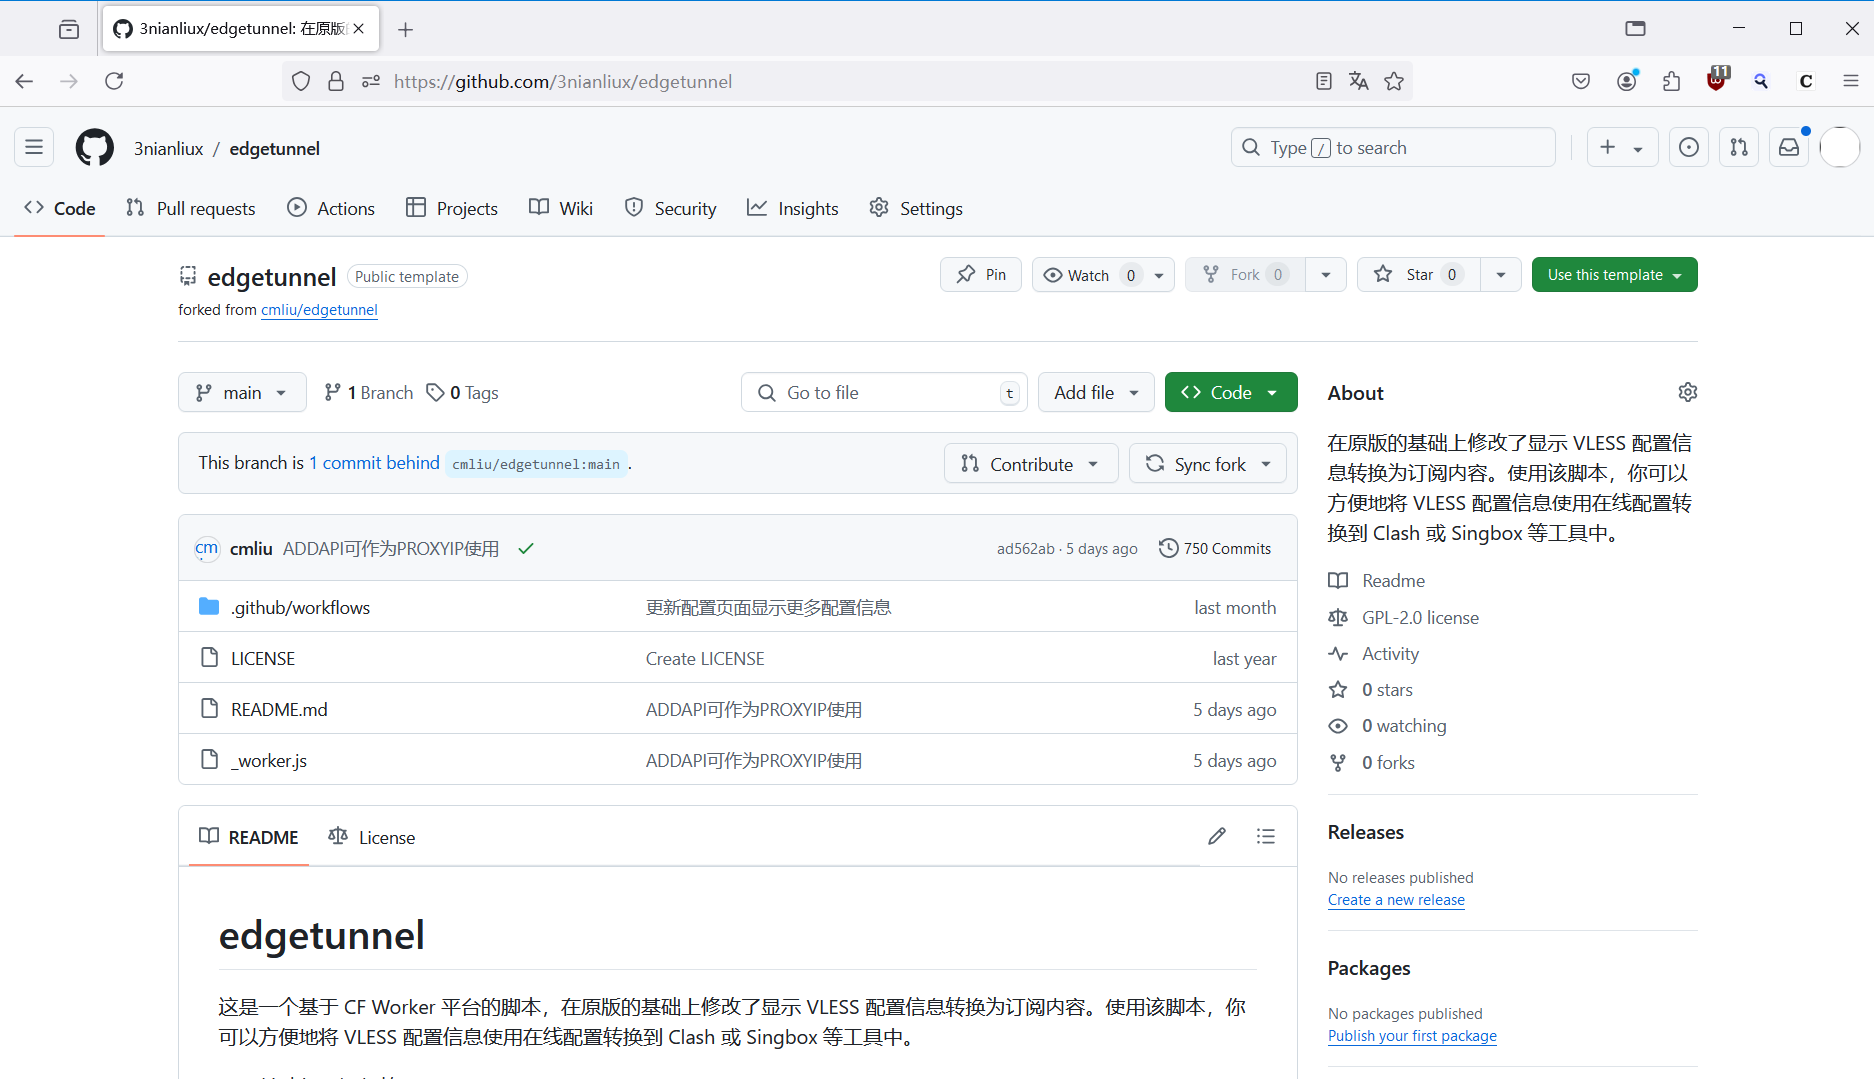 3nianliux/edgetunnel: 在原版
https://github.com/3nianliux/edgetunnel
11
C
3nianliux / edgetunnel
Type / to search
Code
Pull requests
Actions
Projects
Wiki
Security
Insights
Settings
edgetunnel
Public template
Pin
Watch 0
Fork 0
Star 0
Use this template
forked from cmliu/edgetunnel
main
1 Branch
0 Tags
Go to file
t
Add file
Code
This branch is 1 commit behind cmliu/edgetunnel:main .
Contribute
Sync fork
cm
cmliu ADDAPI可作为PROXYIP使用
ad562ab · 5 days ago
750 Commits
.github/workflows 更新配置页面显示更多配置信息 last month
LICENSE Create LICENSE last year
README.md ADDAPI可作为PROXYIP使用 5 days ago
_worker.js ADDAPI可作为PROXYIP使用 5 days ago
README
License
edgetunnel
这是一个基于 CF Worker 平台的脚本，在原版的基础上修改了显示 VLESS 配置信息转换为订阅内容。使用该脚本，你
可以方便地将 VLESS 配置信息使用在线配置转换到 Clash 或 Singbox 等工具中。
About
在原版的基础上修改了显示 VLESS 配置信
息转换为订阅内容。使用该脚本，你可以
方便地将 VLESS 配置信息使用在线配置转
换到 Clash 或 Singbox 等工具中。
Readme
GPL-2.0 license
Activity
0 stars
0 watching
0 forks
Releases
No releases published
Create a new release
Packages
No packages published
Publish your first package